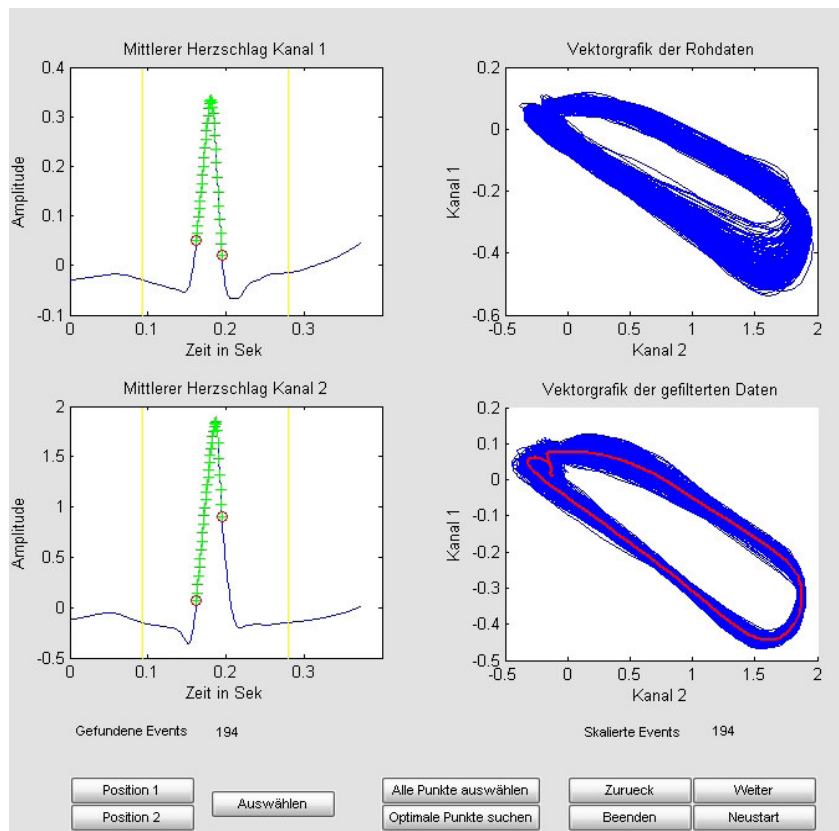 Mittlerer Herzschlag Kanal 1
0.4
0.3
0.2
0.1
0
-0.1
Amplitude
0
0.1
0.2
0.3
Zeit in Sek
Vektorgrafik der Rohdaten
0.2
0
-0.2
-0.4
-0.6
Kanal 1
-0.5
0
0.5
1
1.5
2
Kanal 2
Mittlerer Herzschlag Kanal 2
2
1.5
1
0.5
0
-0.5
Amplitude
0
0.1
0.2
0.3
Zeit in Sek
Vektorgrafik der gefilterten Daten
0.2
0.1
0
-0.1
-0.2
-0.3
-0.4
-0.5
Kanal 1
-0.5
0
0.5
1
1.5
2
Kanal 2
Gefundene Events 194
Skalierte Events 194
Position 1
Position 2
Auswählen
Alle Punkte auswählen
Optimale Punkte suchen
Zurueck
Weiter
Beenden
Neustart